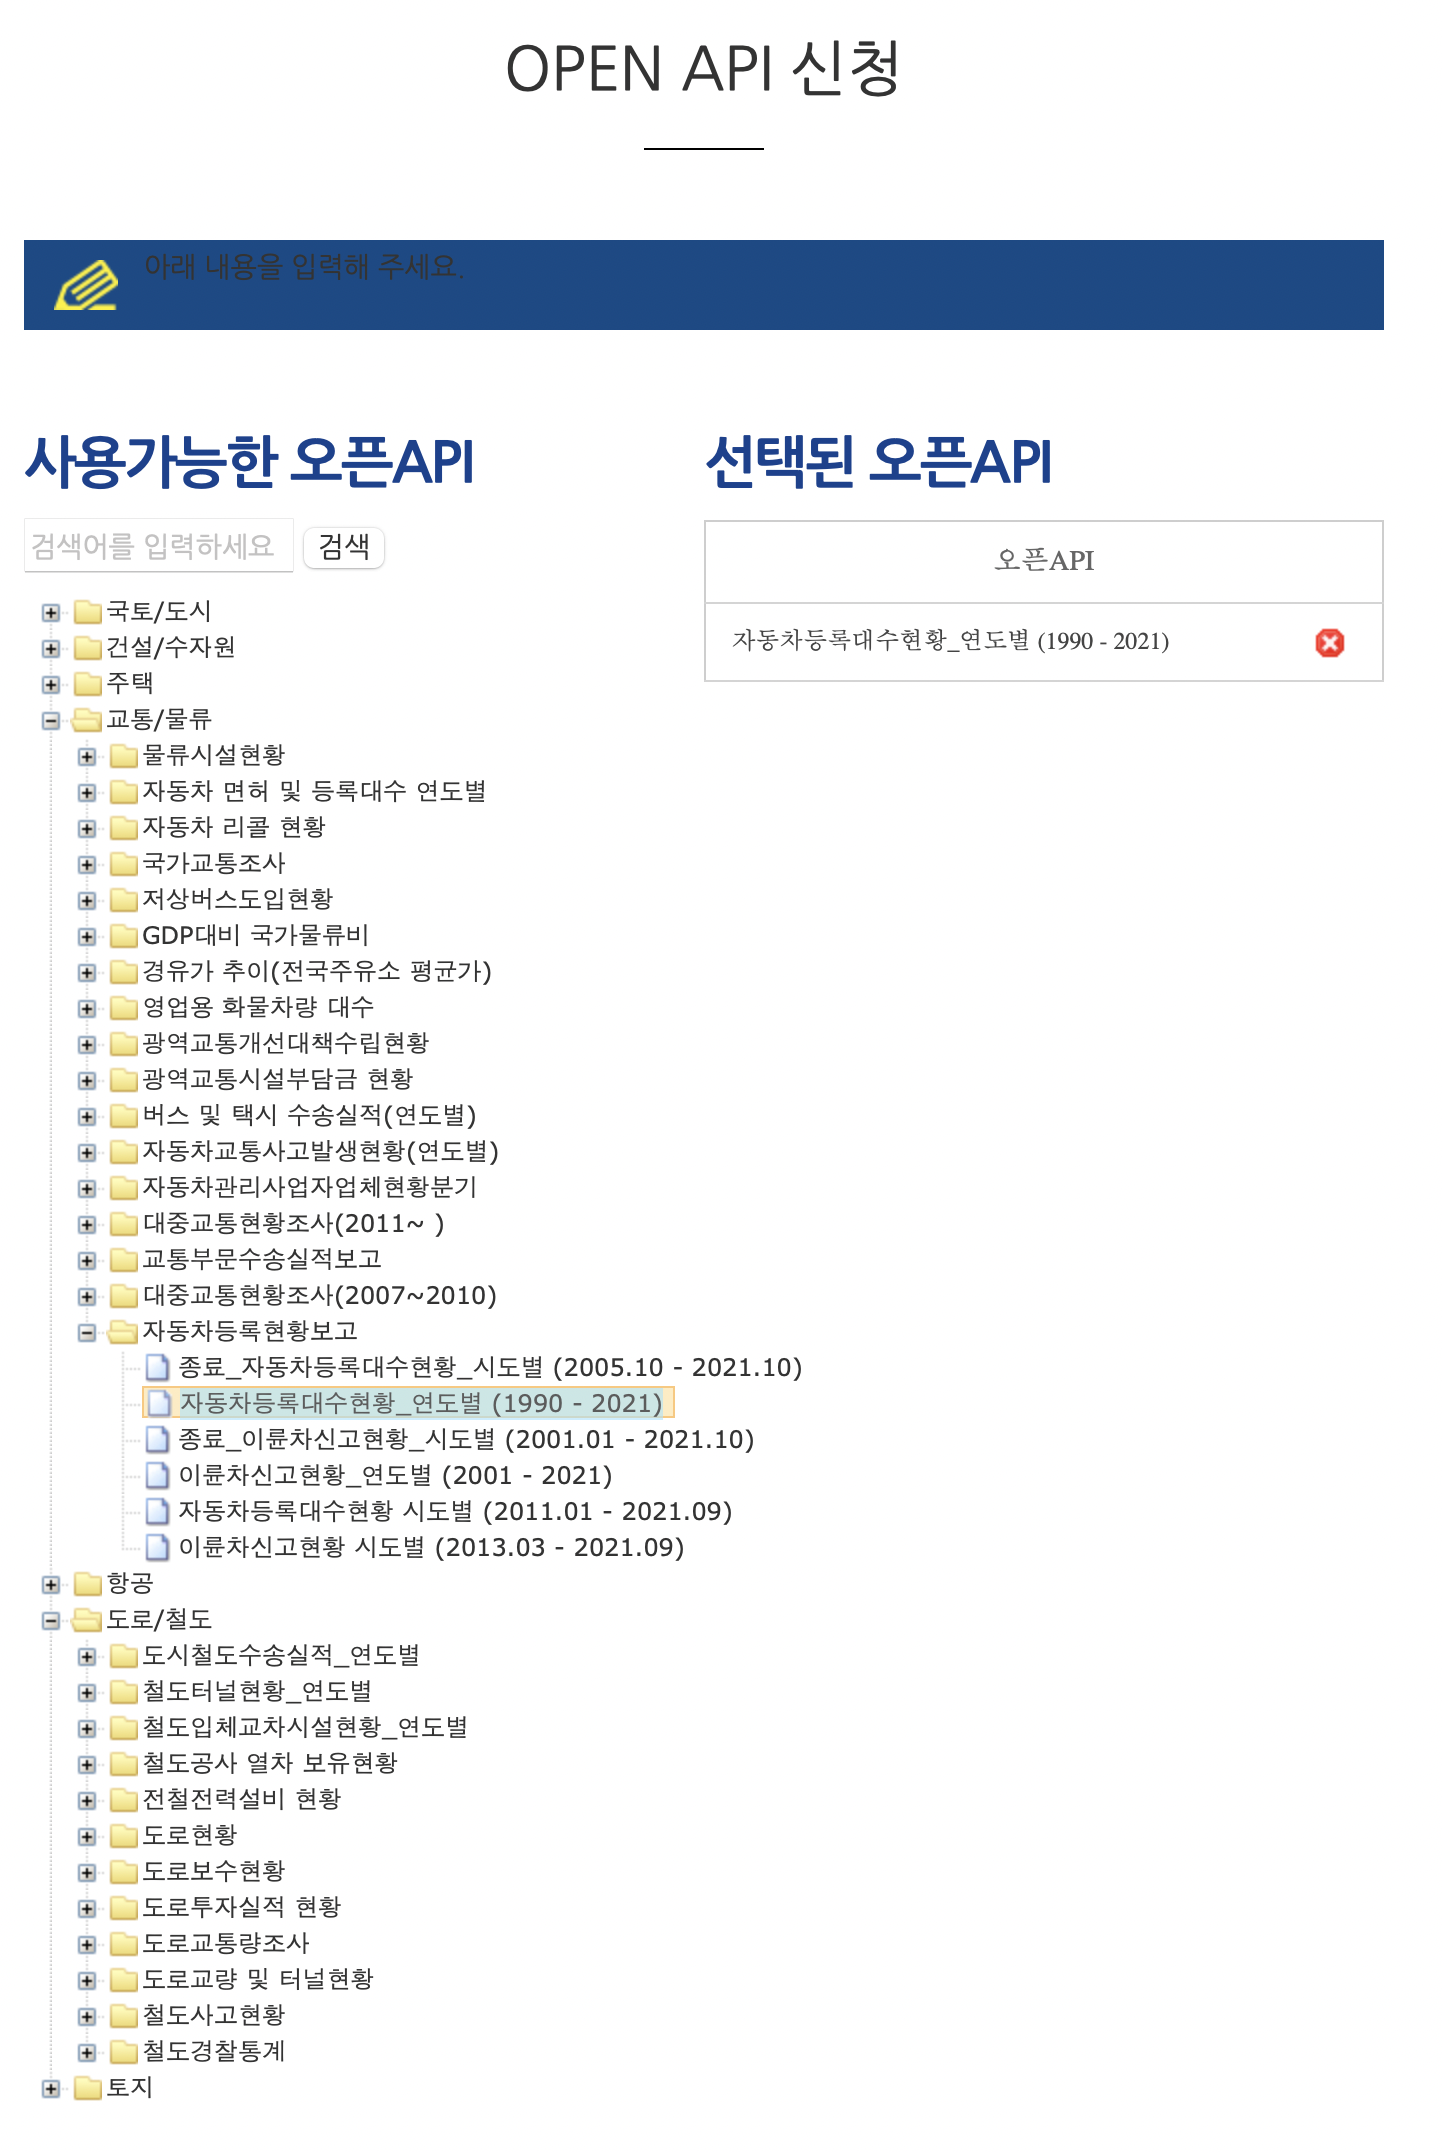 OPEN API 신청
아래 내용을 입력해 주세요.
사용가능한 오픈API
검색어를 입력하세요 검색
국토/도시
건설/수자원
주택
교통/물류
물류시설현황
자동차 면허 및 등록대수 연도별
자동차 리콜 현황
국가교통조사
저상버스도입현황
GDP대비 국가물류비
경유가 추이(전국주유소 평균가)
영업용 화물차량 대수
광역교통개선대책수립현황
광역교통시설부담금 현황
버스 및 택시 수송실적(연도별)
자동차교통사고발생현황(연도별)
자동차관리사업자업체현황분기
대중교통현황조사(2011~ )
교통부문수송실적보고
대중교통현황조사(2007~2010)
자동차등록현황보고
종료_자동차등록대수현황_시도별 (2005.10 - 2021.10)
자동차등록대수현황_연도별 (1990 - 2021)
종료_이륜차신고현황_시도별 (2001.01 - 2021.10)
이륜차신고현황_연도별 (2001 - 2021)
자동차등록대수현황 시도별 (2011.01 - 2021.09)
이륜차신고현황 시도별 (2013.03 - 2021.09)
항공
도로/철도
도시철도수송실적_연도별
철도터널현황_연도별
철도입체교차시설현황_연도별
철도공사 열차 보유현황
전철전력설비 현황
도로현황
도로보수현황
도로투자실적 현황
도로교통량조사
도로교량 및 터널현황
철도사고현황
철도경찰통계
토지
선택된 오픈API
오픈API
자동차등록대수현황_연도별 (1990 - 2021)